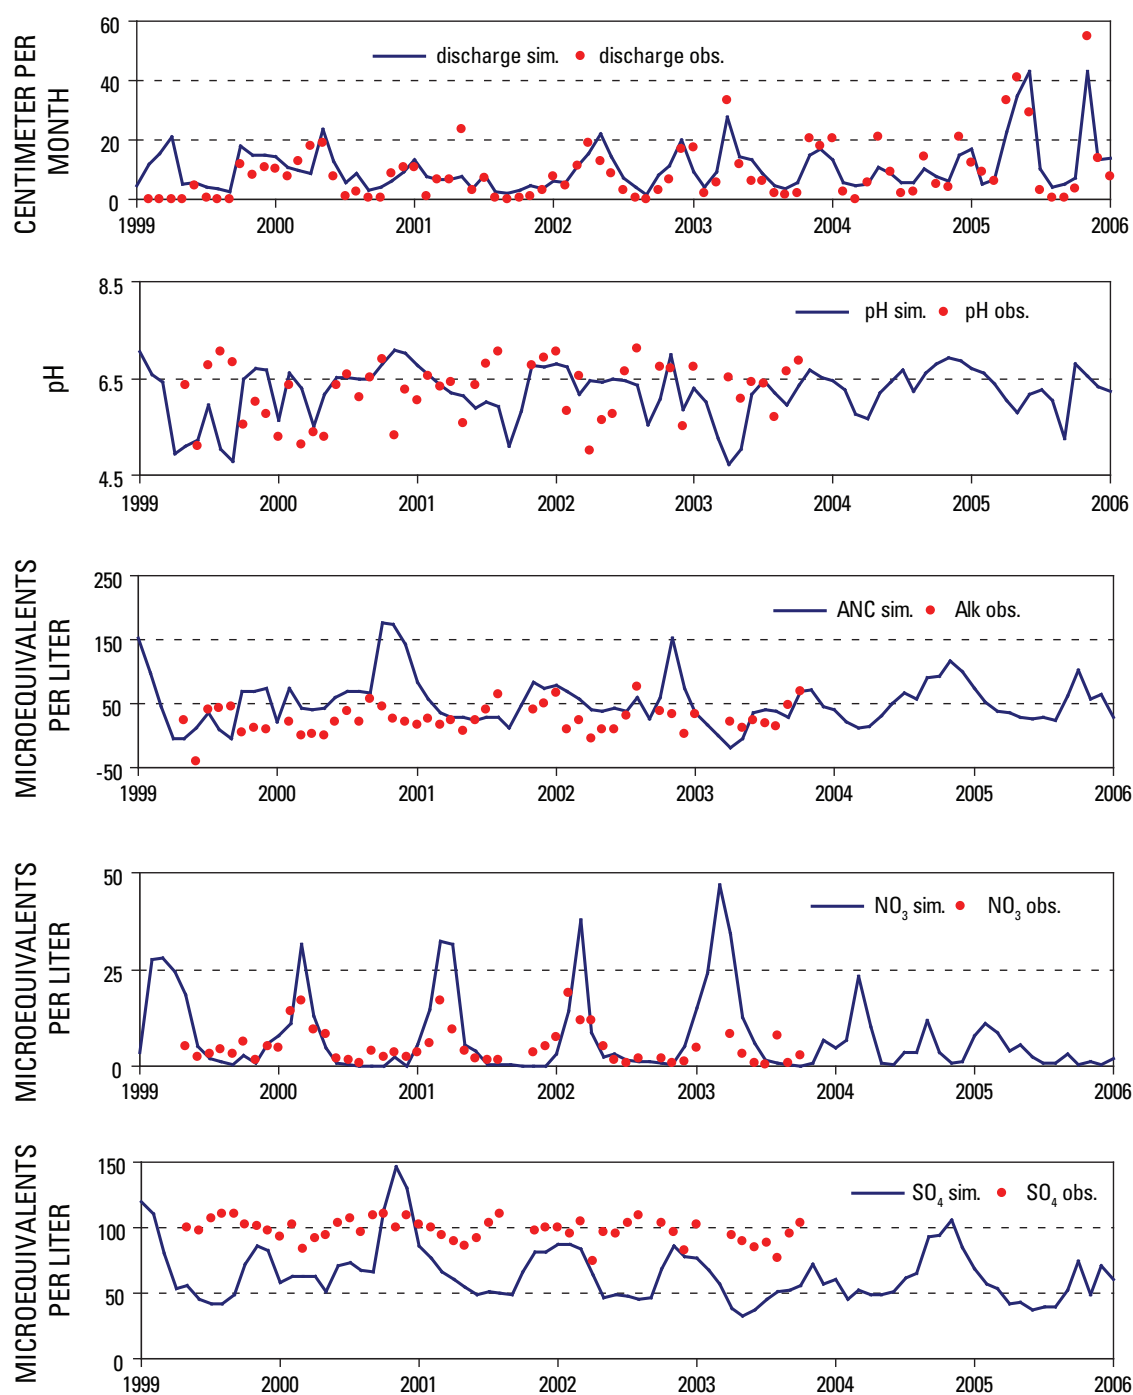 CENTIMETER PER
MONTH
60
40
20
0
discharge sim. discharge obs.
1999 2000 2001 2002 2003 2004 2005 2006
pH
8.5
6.5
4.5
pH sim. pH obs.
1999 2000 2001 2002 2003 2004 2005 2006
MICROEQUIVALENTS
PER LITER
250
150
50
-50
ANC sim. Alk obs.
1999 2000 2001 2002 2003 2004 2005 2006
MICROEQUIVALENTS
PER LITER
50
25
0
NO₃ sim. NO₃ obs.
1999 2000 2001 2002 2003 2004 2005 2006
MICROEQUIVALENTS
PER LITER
150
100
50
0
SO₄ sim. SO₄ obs.
1999 2000 2001 2002 2003 2004 2005 2006